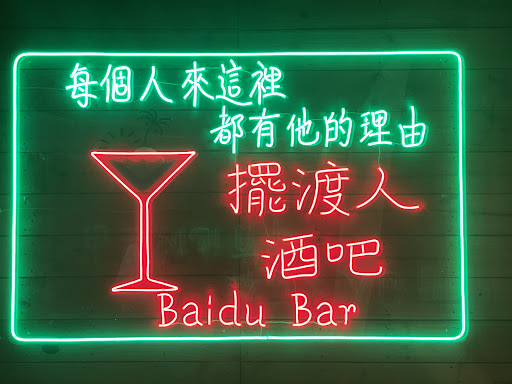 每個人來這裡
都有他的理由
擺渡人
酒吧
Baidu Bar